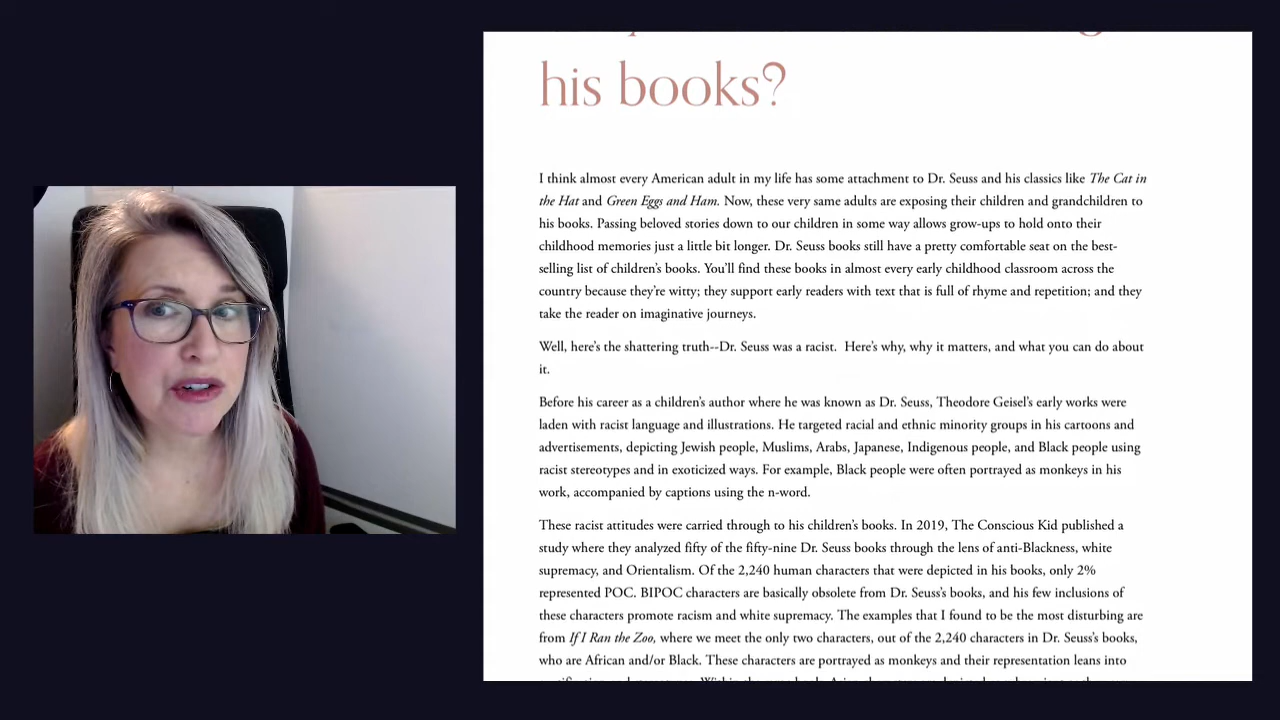 his books?
I think almost every American adult in my life has some attachment to Dr. Seuss and his classics like The Cat in
the Hat and Green Eggs and Ham. Now, these very same adults are exposing their children and grandchildren to
his books. Passing beloved stories down to our children in some way allows grow-ups to hold onto their
childhood memories just a little bit longer. Dr. Seuss books still have a pretty comfortable seat on the best-
selling list of children's books. You'll find these books in almost every early childhood classroom across the
country because they're witty; they support early readers with text that is full of rhyme and repetition; and they
take the reader on imaginative journeys.
Well, here's the shattering truth--Dr. Seuss was a racist.  Here's why, why it matters, and what you can do about
it.
Before his career as a children's author where he was known as Dr. Seuss, Theodore Geisel's early works were
laden with racist language and illustrations. He targeted racial and ethnic minority groups in his cartoons and
advertisements, depicting Jewish people, Muslims, Arabs, Japanese, Indigenous people, and Black people using
racist stereotypes and in exoticized ways. For example, Black people were often portrayed as monkeys in his
work, accompanied by captions using the n-word.
These racist attitudes were carried through to his children's books. In 2019, The Conscious Kid published a
study where they analyzed fifty of the fifty-nine Dr. Seuss books through the lens of anti-Blackness, white
supremacy, and Orientalism. Of the 2,240 human characters that were depicted in his books, only 2%
represented POC. BIPOC characters are basically obsolete from Dr. Seuss's books, and his few inclusions of
these characters promote racism and white supremacy. The examples that I found to be the most disturbing are
from If I Ran the Zoo, where we meet the only two characters, out of the 2,240 characters in Dr. Seuss's books,
who are African and/or Black. These characters are portrayed as monkeys and their representation leans into